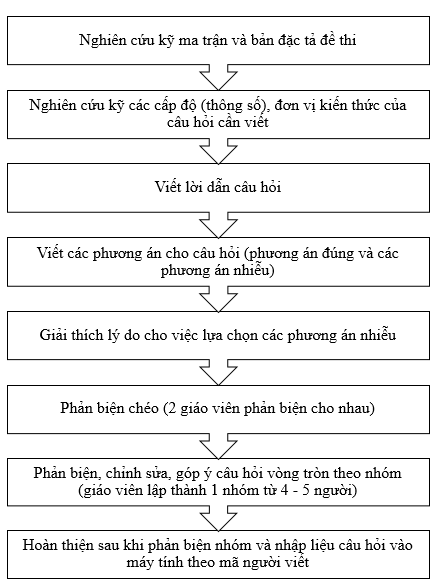 Nghiên cứu kỹ ma trận và bản đặc tả đề thi
Nghiên cứu kỹ các cấp độ (thông số), đơn vị kiến thức của
câu hỏi cần viết
Viết lời dẫn câu hỏi
Viết các phương án cho câu hỏi (phương án đúng và các
phương án nhiễu)
Giải thích lý do cho việc lựa chọn các phương án nhiễu
Phản biện chéo (2 giáo viên phản biện cho nhau)
Phản biện, chỉnh sửa, góp ý câu hỏi vòng tròn theo nhóm
(giáo viên lập thành 1 nhóm từ 4 - 5 người)
Hoàn thiện sau khi phản biện nhóm và nhập liệu câu hỏi vào
máy tính theo mã người viết